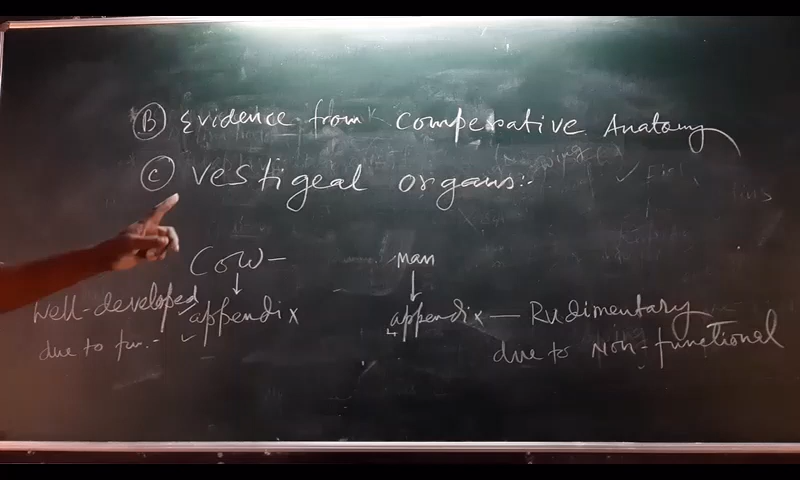 (B) Evidence from Comperative Anatomy
(C) vestigeal organs:-
Cow- man
Well-developed appendix appendix — Rudimentary
due to fun.- due to Non-functional